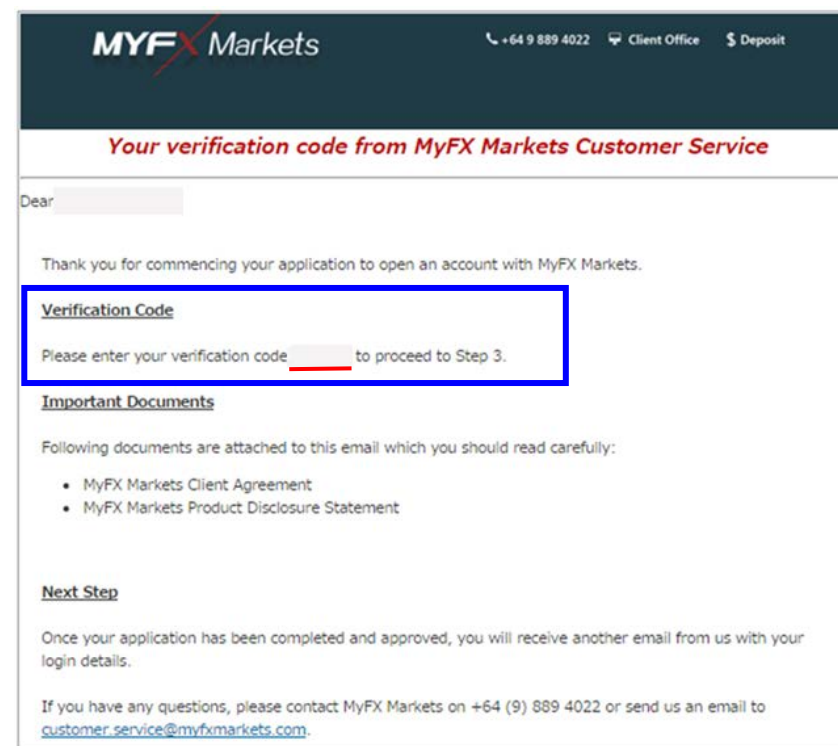 MYFX Markets +64 9 889 4022 Client Office $ Deposit
Your verification code from MyFX Markets Customer Service
Dear
Thank you for commencing your application to open an account with MyFX Markets.
Verification Code
Please enter your verification code to proceed to Step 3.
Important Documents
Following documents are attached to this email which you should read carefully:
• MyFX Markets Client Agreement
• MyFX Markets Product Disclosure Statement
Next Step
Once your application has been completed and approved, you will receive another email from us with your
login details.
If you have any questions, please contact MyFX Markets on +64 (9) 889 4022 or send us an email to
customer.service@myfxmarkets.com.